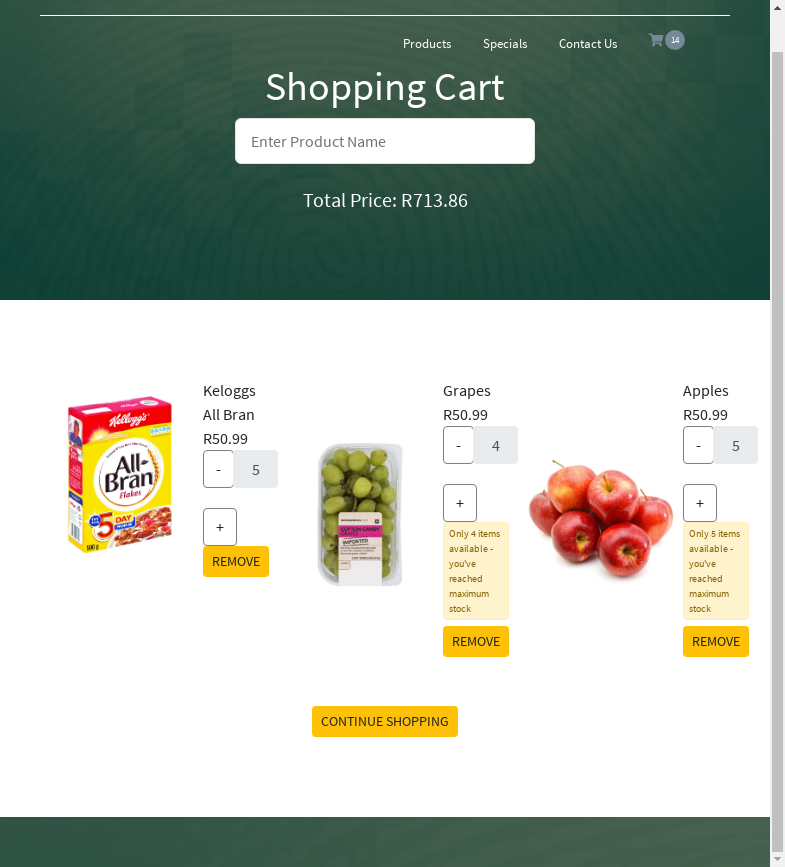 Products Specials Contact Us 14
Shopping Cart
Enter Product Name
Total Price: R713.86
Keloggs
All Bran
R50.99
- 5
+
REMOVE
Kellogg's
All-
Bran
Flakes
5 DAY
500 g
Grapes
R50.99
- 4
+
Only 4 items
available -
you've
reached
maximum
stock
REMOVE
COTTON CANDY
IMPORTED
Apples
R50.99
- 5
+
Only 5 items
available -
you've
reached
maximum
stock
REMOVE
CONTINUE SHOPPING